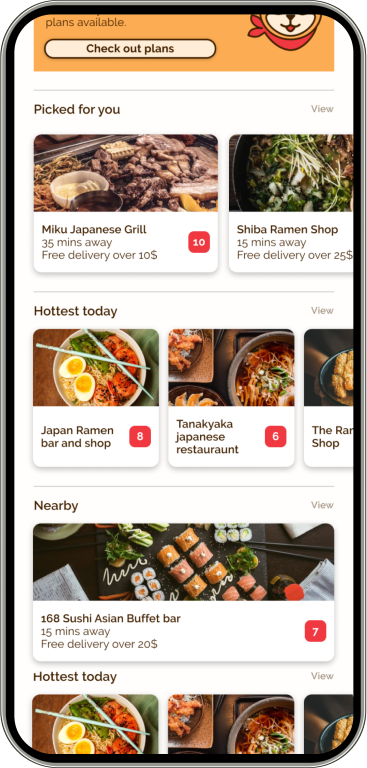 plans available.
Check out plans
Picked for you
View
Miku Japanese Grill
35 mins away
Free delivery over 10$
10
Shiba Ramen Shop
15 mins away
Free delivery over 25$
Hottest today
View
Japan Ramen
bar and shop
8
Tanakyaka
japanese
restauraunt
6
The Ra
Shop
Nearby
View
168 Sushi Asian Buffet bar
15 mins away
Free delivery over 20$
7
Hottest today
View